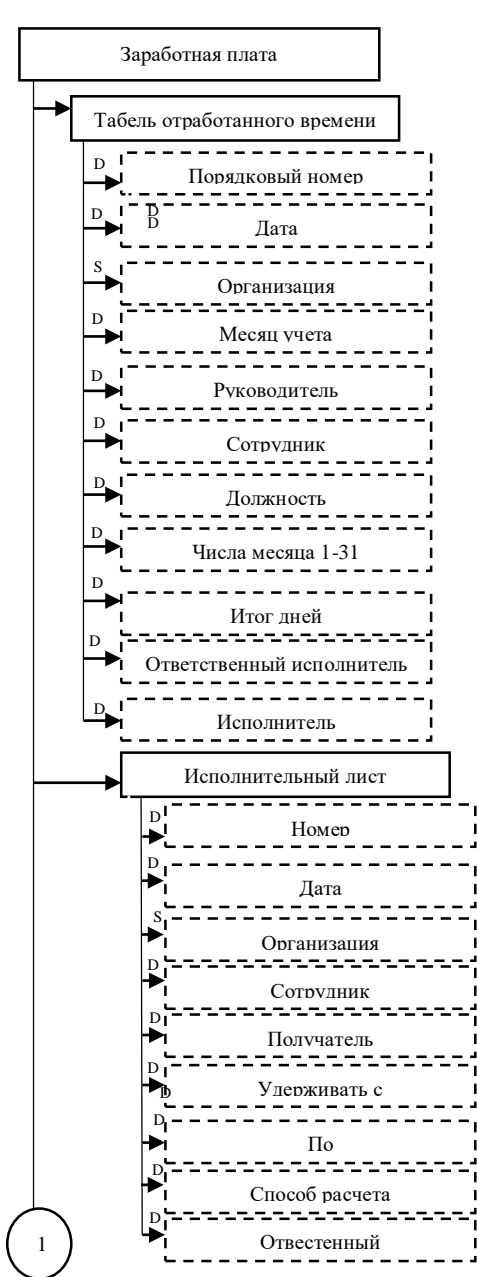 Заработная плата
Табель отработанного времени
D Порядковый номер
D D Дата
D
S Организация
D Месяц учета
D Руководитель
D Сотрудник
D Должность
D Числа месяца 1-31
D Итог дней
D Ответственный исполнитель
D Исполнитель
Исполнительный лист
D Номер
D Дата
S Организация
D Сотрудник
D Получатель
D Удерживать с
D
D По
D Способ расчета
D Отвестенный
1